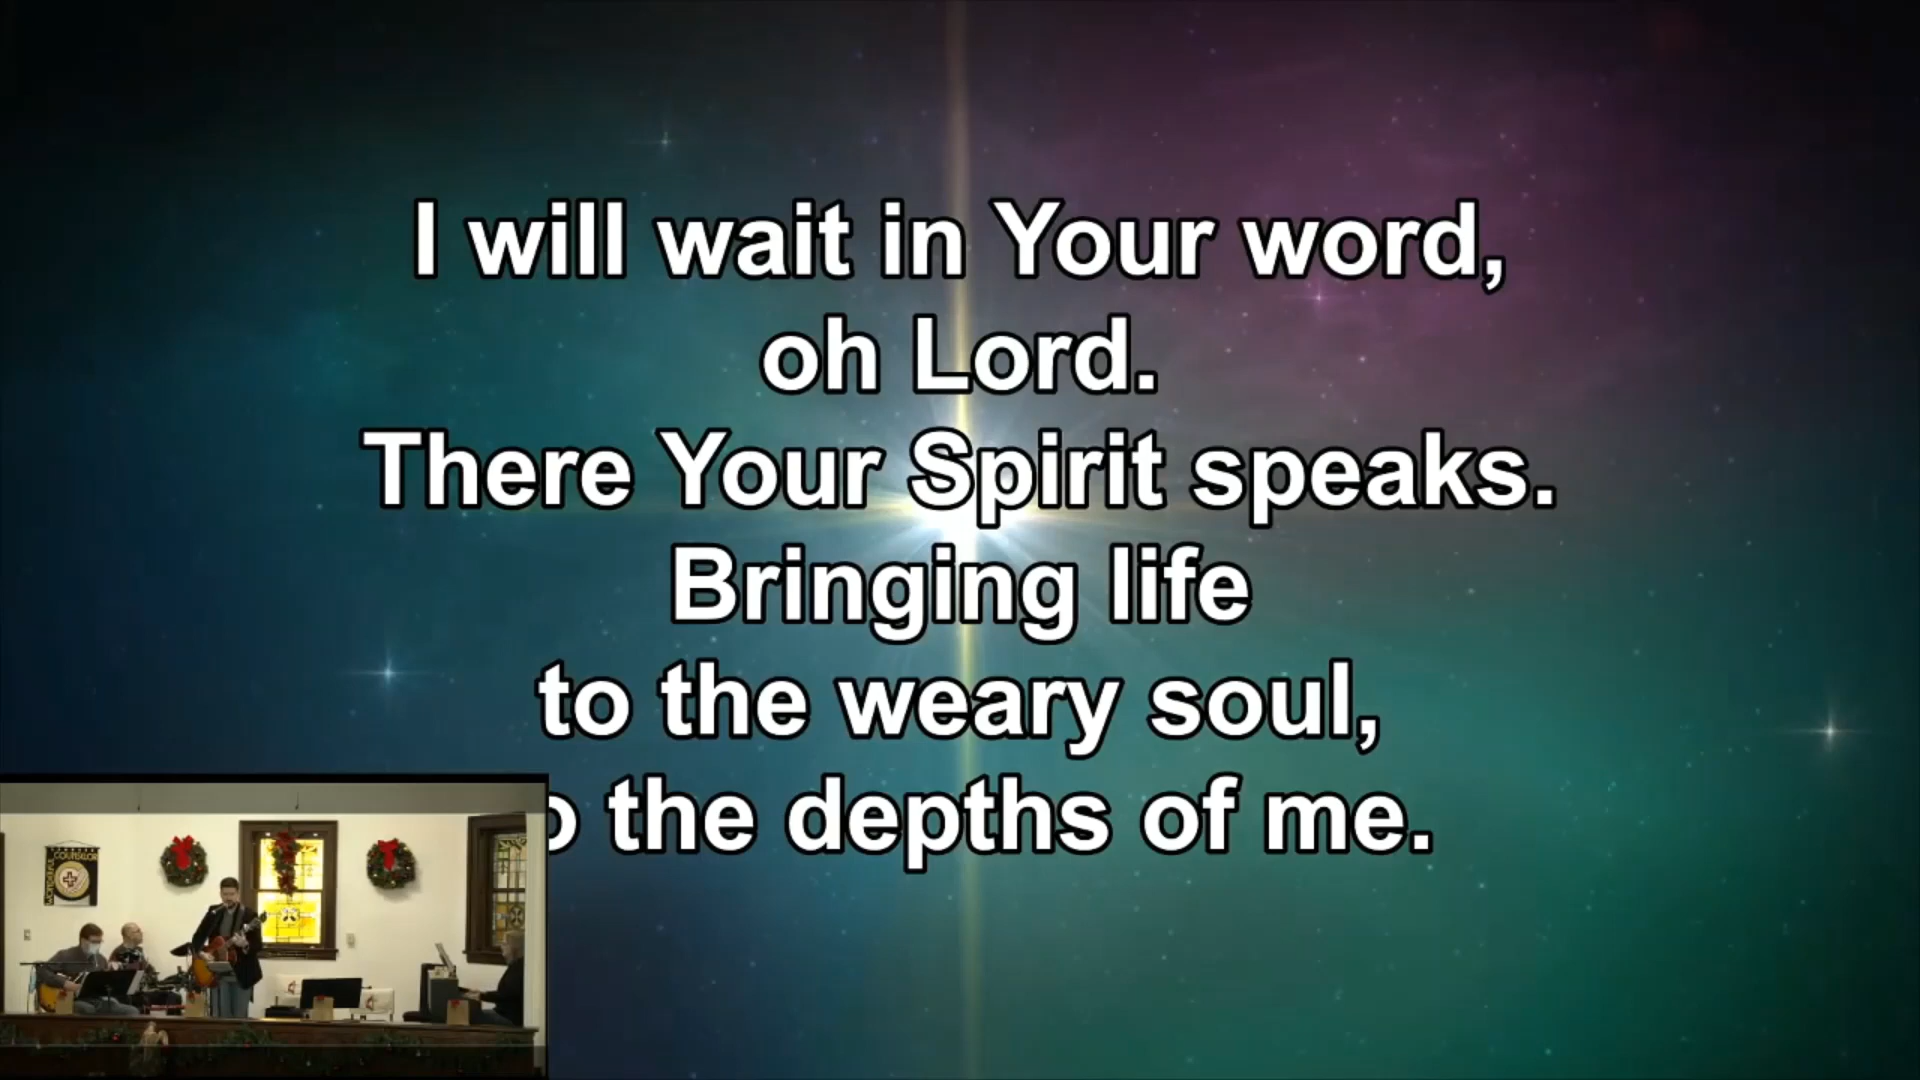 I will wait in Your word,
oh Lord.
There Your Spirit speaks.
Bringing life
to the weary soul,
o the depths of me.
COUNSELOR